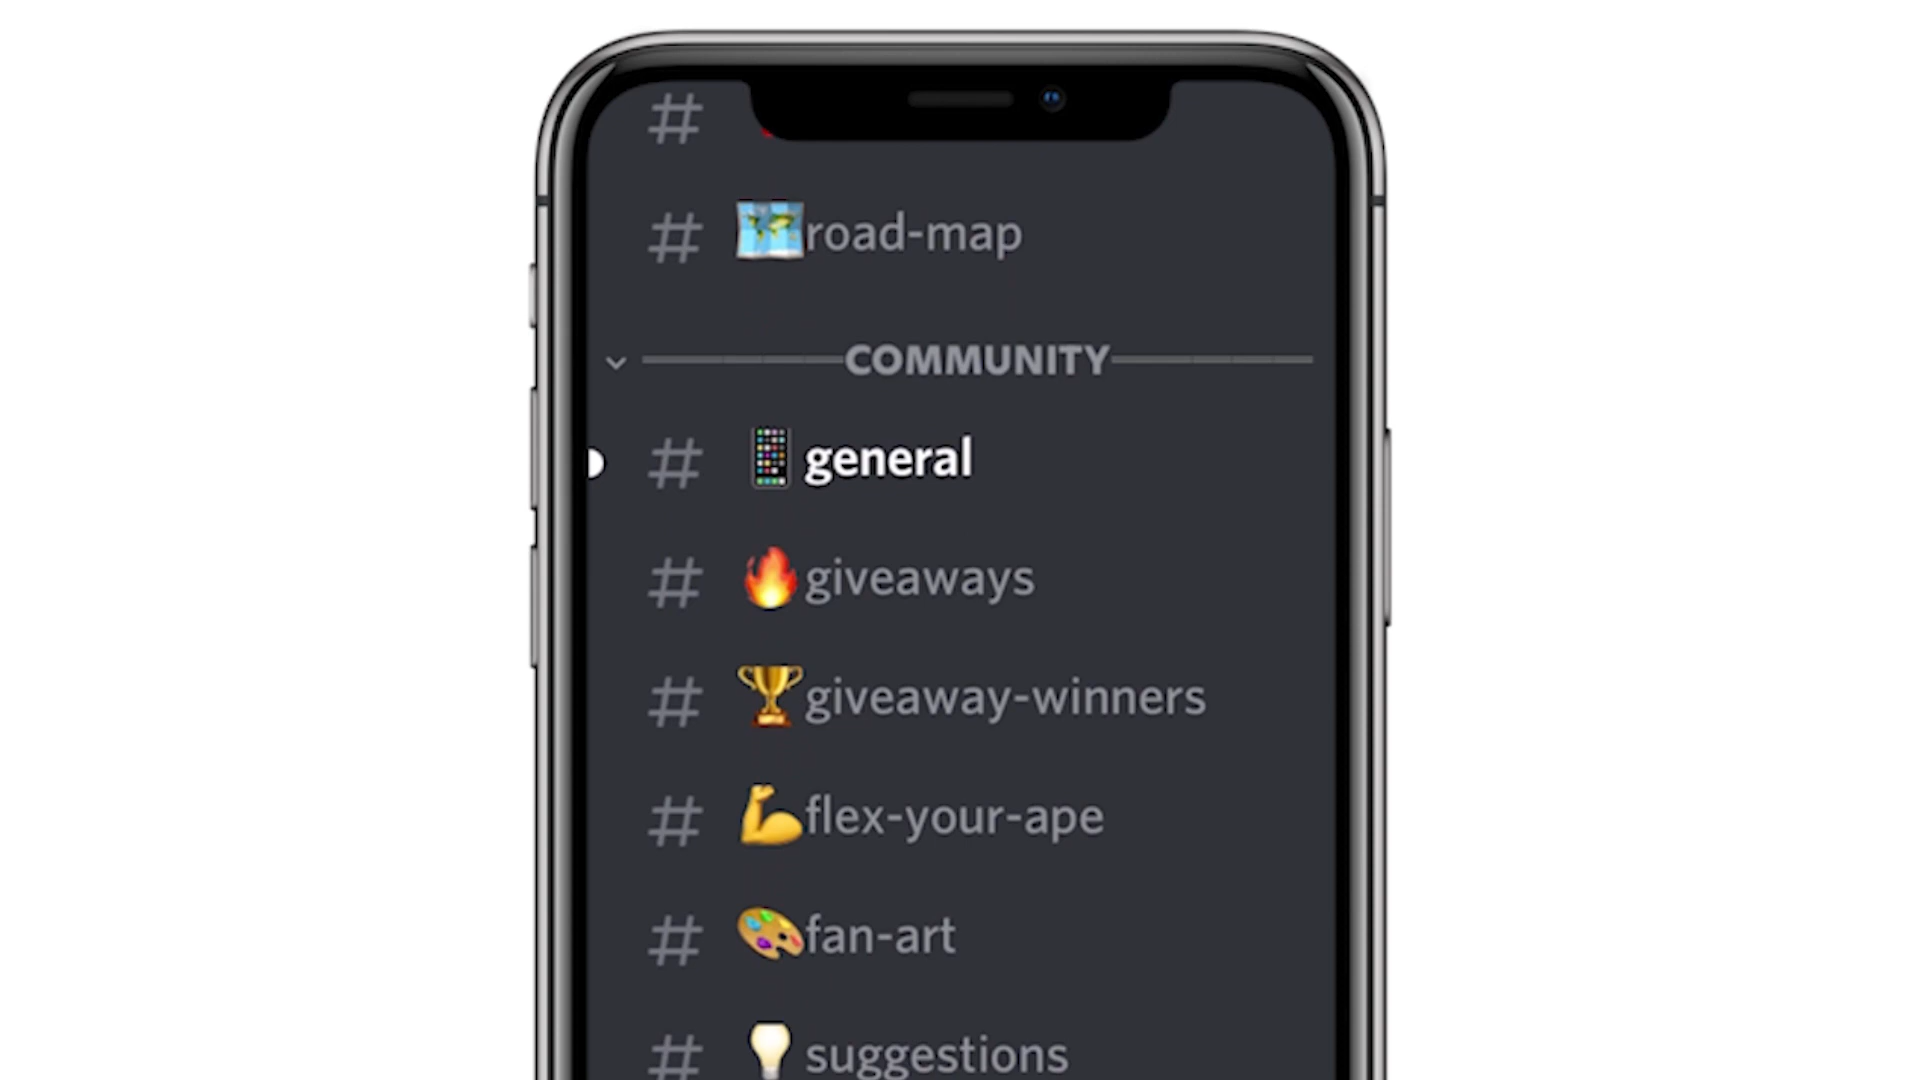 #
# 🗺️road-map
COMMUNITY
# 📱general
# 🔥giveaways
# 🏆giveaway-winners
# 💪flex-your-ape
# 🎨fan-art
# 💡suggestions